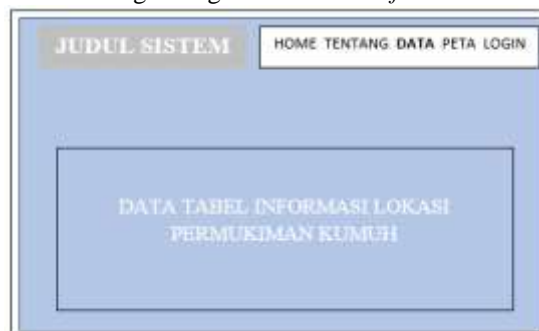 JUDUL SISTEM
HOME TENTANG DATA PETA LOGIN
DATA TABEL INFORMASI LOKASI
PERMUKIMAN KUMUH